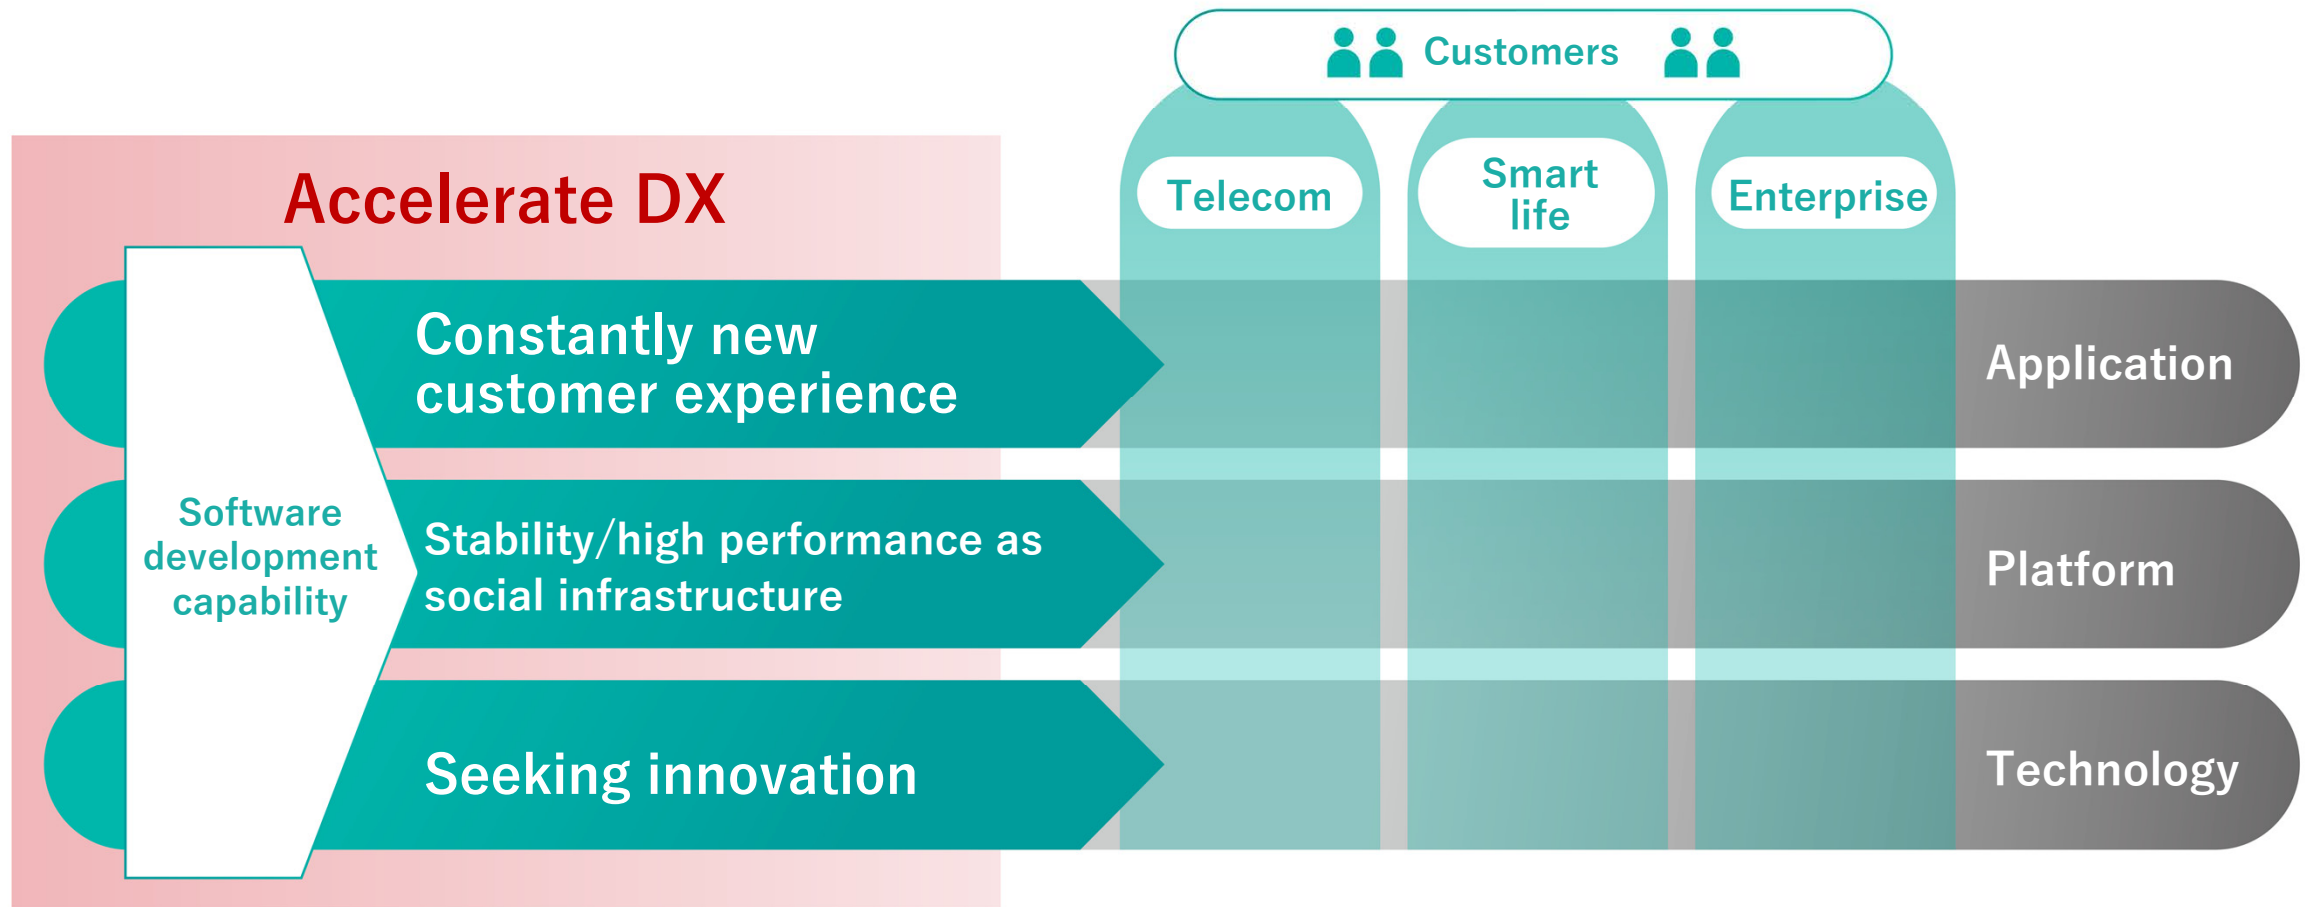 Customers
Accelerate DX
Telecom
Smart
life
Enterprise
Software
development
capability
Constantly new
customer experience
Application
Stability/high performance as
social infrastructure
Platform
Seeking innovation
Technology